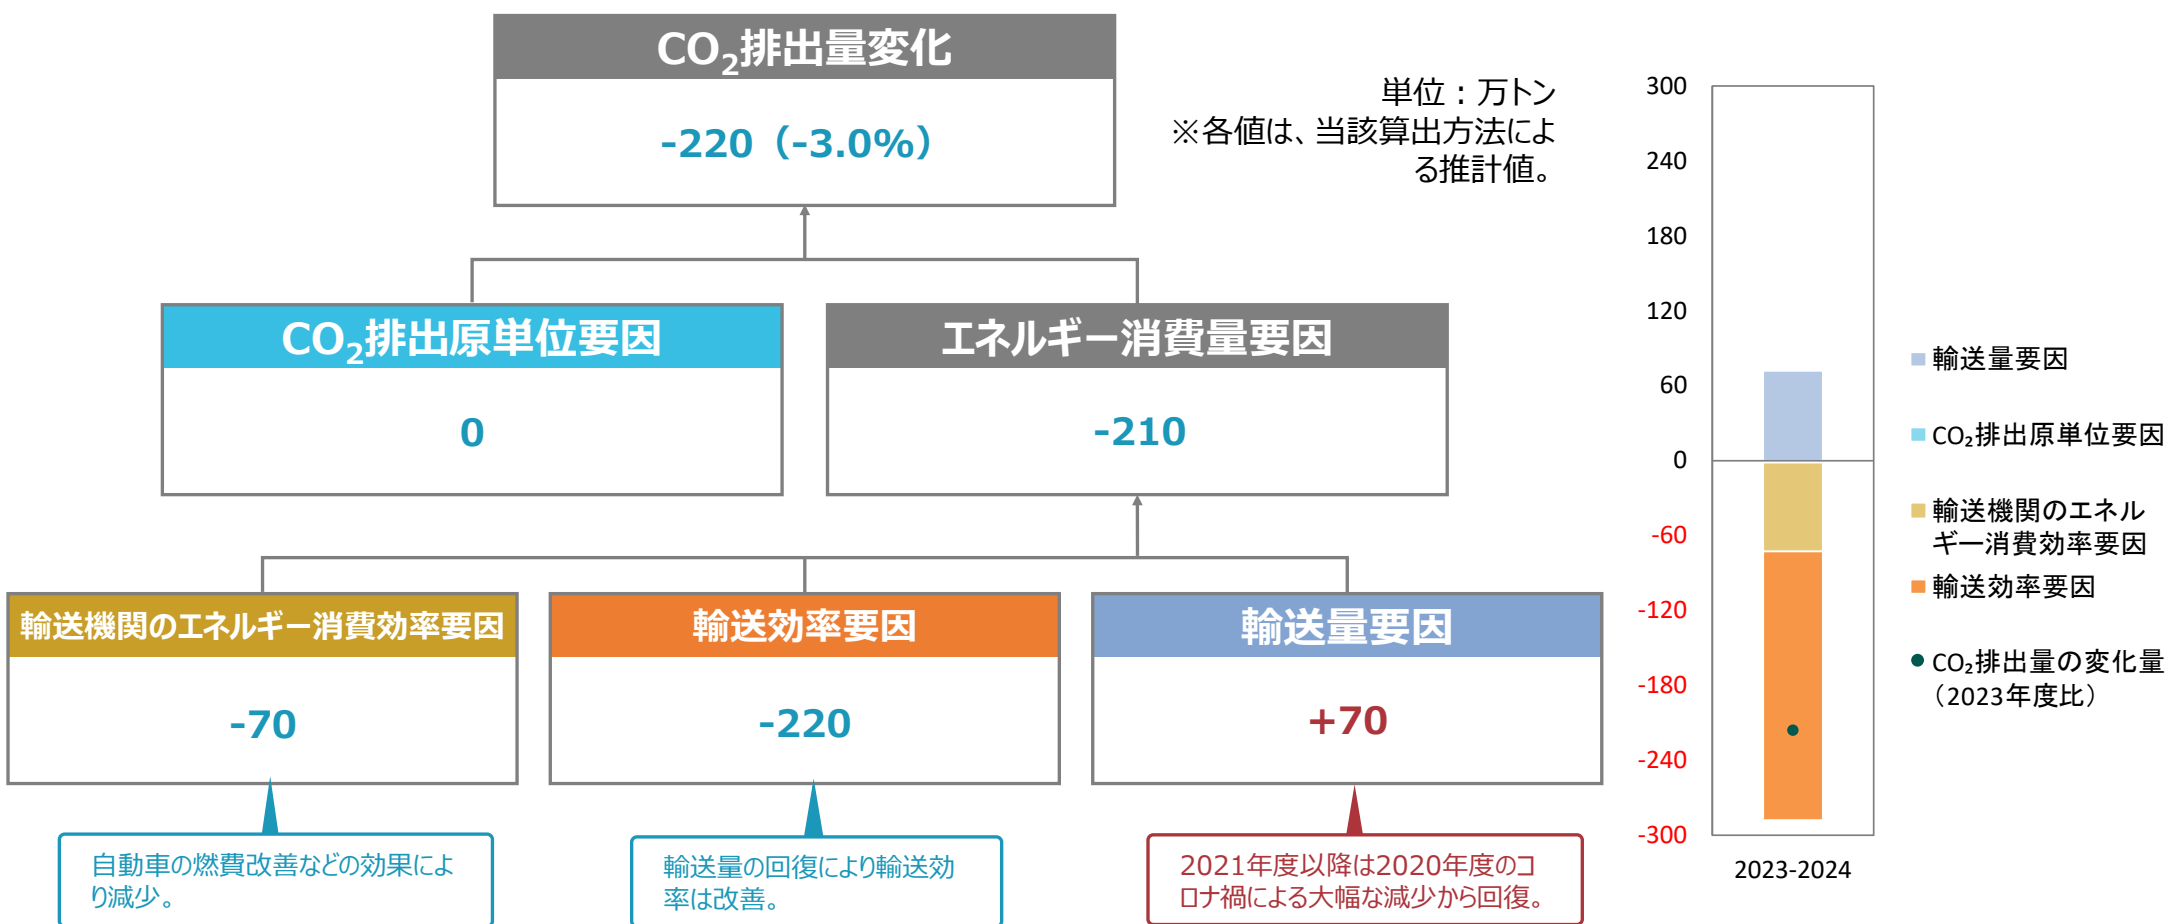 CO₂排出量変化
-220（-3.0%）
単位：万トン
※各値は、当該算出方法によ
る推計値。
CO₂排出原単位要因
0
エネルギー消費量要因
-210
輸送機関のエネルギー消費効率要因
-70
輸送効率要因
-220
輸送量要因
+70
自動車の燃費改善などの効果によ
り減少。
輸送量の回復により輸送効
率は改善。
2021年度以降は2020年度のコ
ロナ禍による大幅な減少から回復。
300
240
180
120
60
0
-60
-120
-180
-240
-300
2023-2024
輸送量要因
CO₂排出原単位要因
輸送機関のエネル
ギー消費効率要因
輸送効率要因
CO₂排出量の変化量
（2023年度比）